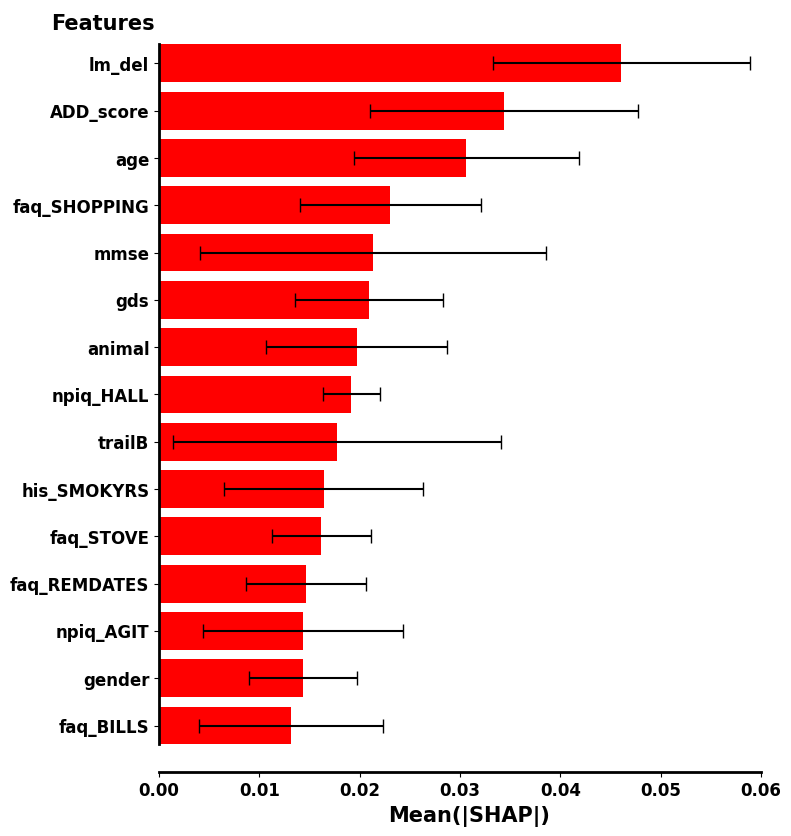 Features
lm_del
ADD_score
age
faq_SHOPPING
mmse
gds
animal
npiq_HALL
trailB
his_SMOKYRS
faq_STOVE
faq_REMDATES
npiq_AGIT
gender
faq_BILLS
0.00 0.01 0.02 0.03 0.04 0.05 0.06
Mean(|SHAP|)